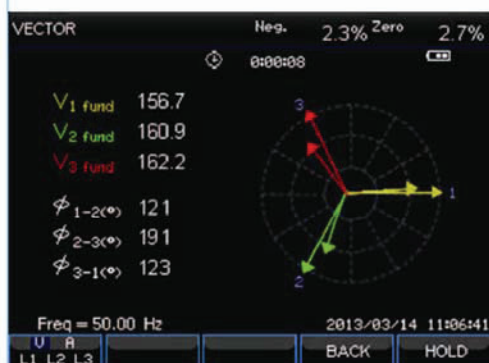 VECTOR Neg. 2.3% Zero 2.7%
0:00:08
V1 fund 156.7
V2 fund 160.9
V3 fund 162.2
ϕ1-2(°) 121
ϕ2-3(°) 191
ϕ3-1(°) 123
3
1
2
Freq = 50.00 Hz 2013/03/14 11:06:41
V A
L1 L2 L3 BACK HOLD